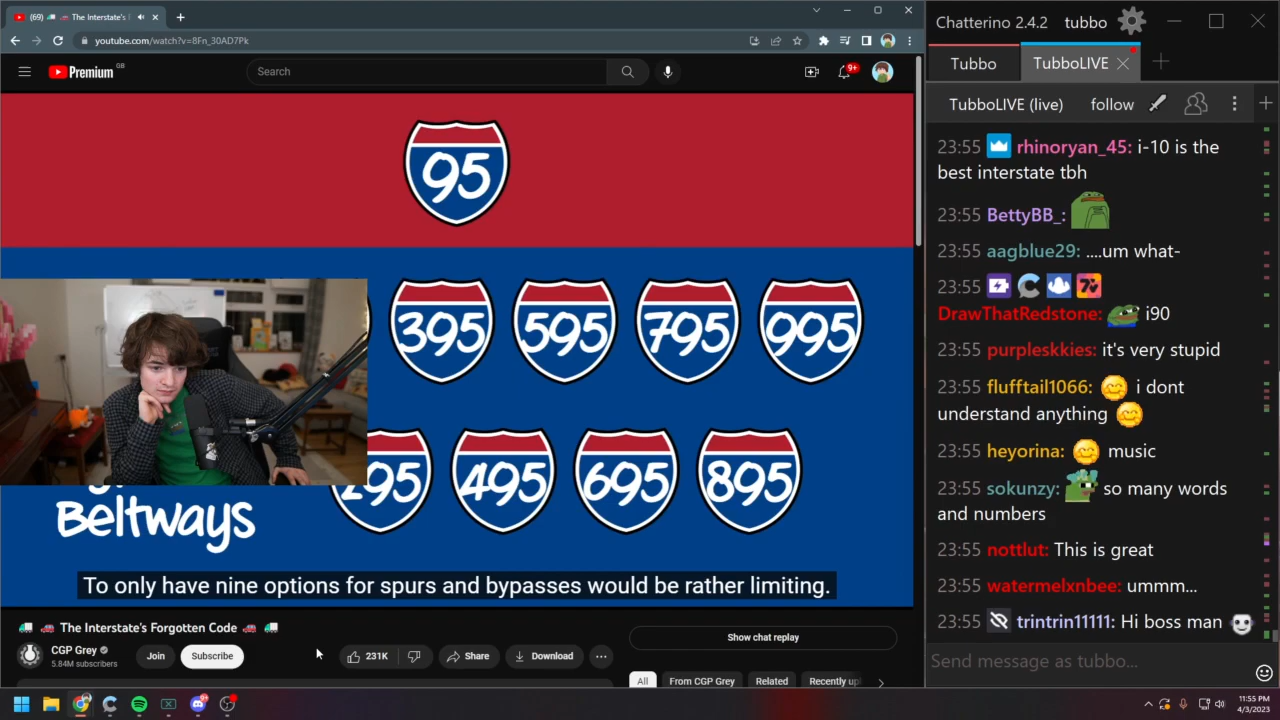 (69) The Interstate's
youtube.com/watch?v=8Fn_30AD7Pk
Premium GB
Search
9+
95
395 595 795 995
295 495 695 895
Beltways
To only have nine options for spurs and bypasses would be rather limiting.
The Interstate's Forgotten Code
CGP Grey
5.84M subscribers
Join
Subscribe
231K
Share
Download
Show chat replay
All
From CGP Grey
Related
Recently up
Chatterino 2.4.2
tubbo
Tubbo
TubboLIVE
TubboLIVE (live)
follow
23:55 rhinoryan_45: i-10 is the
best interstate tbh
23:55 BettyBB_:
23:55 aagblue29: ....um what-
23:55
DrawThatRedstone: i90
23:55 purpleskkies: it's very stupid
23:55 flufftail1066: i dont
understand anything
23:55 heyorina: music
23:55 sokunzy: so many words
and numbers
23:55 nottlut: This is great
23:55 watermelxnbee: ummm...
23:55 trintrin11111: Hi boss man
Send message as tubbo...
11:55 PM
4/3/2023